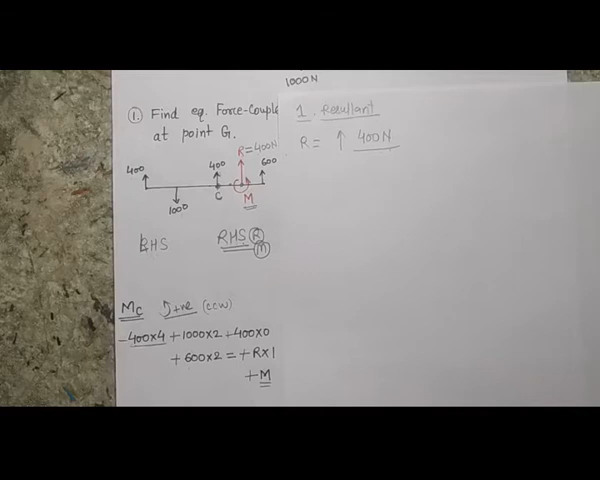 1000N
① Find eq. Force-Couple
at point G.
1. Resultant
R = ↑ 400N
R=400N
400
400
600
1000
C
M
LHS
RHS R
M
Mc ↺+ve (ccw)
-400x4 +1000x2 +400x0
+600x2 = +Rx1
+M